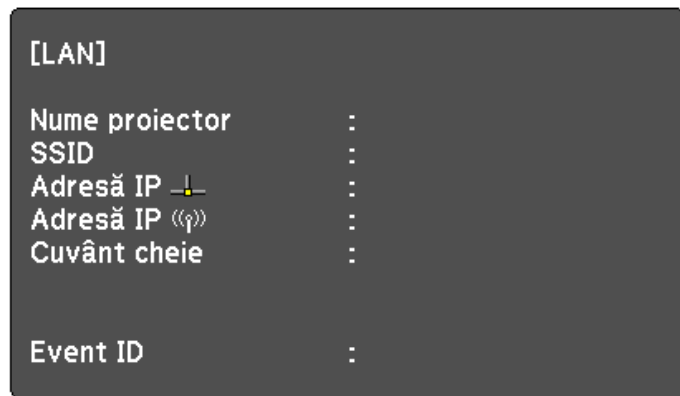 [LAN]
Nume proiector :
SSID :
Adresă IP :
Adresă IP :
Cuvânt cheie :
Event ID :